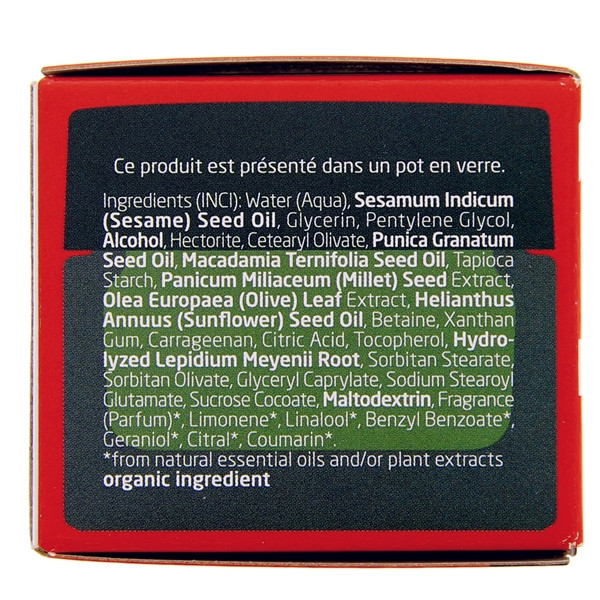 Ce produit est présenté dans un pot en verre.
Ingredients (INCI): Water (Aqua), Sesamum Indicum
(Sesame) Seed Oil, Glycerin, Pentylene Glycol,
Alcohol, Hectorite, Cetearyl Olivate, Punica Granatum
Seed Oil, Macadamia Ternifolia Seed Oil, Tapioca
Starch, Panicum Miliaceum (Millet) Seed Extract,
Olea Europaea (Olive) Leaf Extract, Helianthus
Annuus (Sunflower) Seed Oil, Betaine, Xanthan
Gum, Carrageenan, Citric Acid, Tocopherol, Hydro-
lyzed Lepidium Meyenii Root, Sorbitan Stearate,
Sorbitan Olivate, Glyceryl Caprylate, Sodium Stearoyl
Glutamate, Sucrose Cocoate, Maltodextrin, Fragrance
(Parfum)*, Limonene*, Linalool*, Benzyl Benzoate*,
Geraniol*, Citral*, Coumarin*.
*from natural essential oils and/or plant extracts
organic ingredient